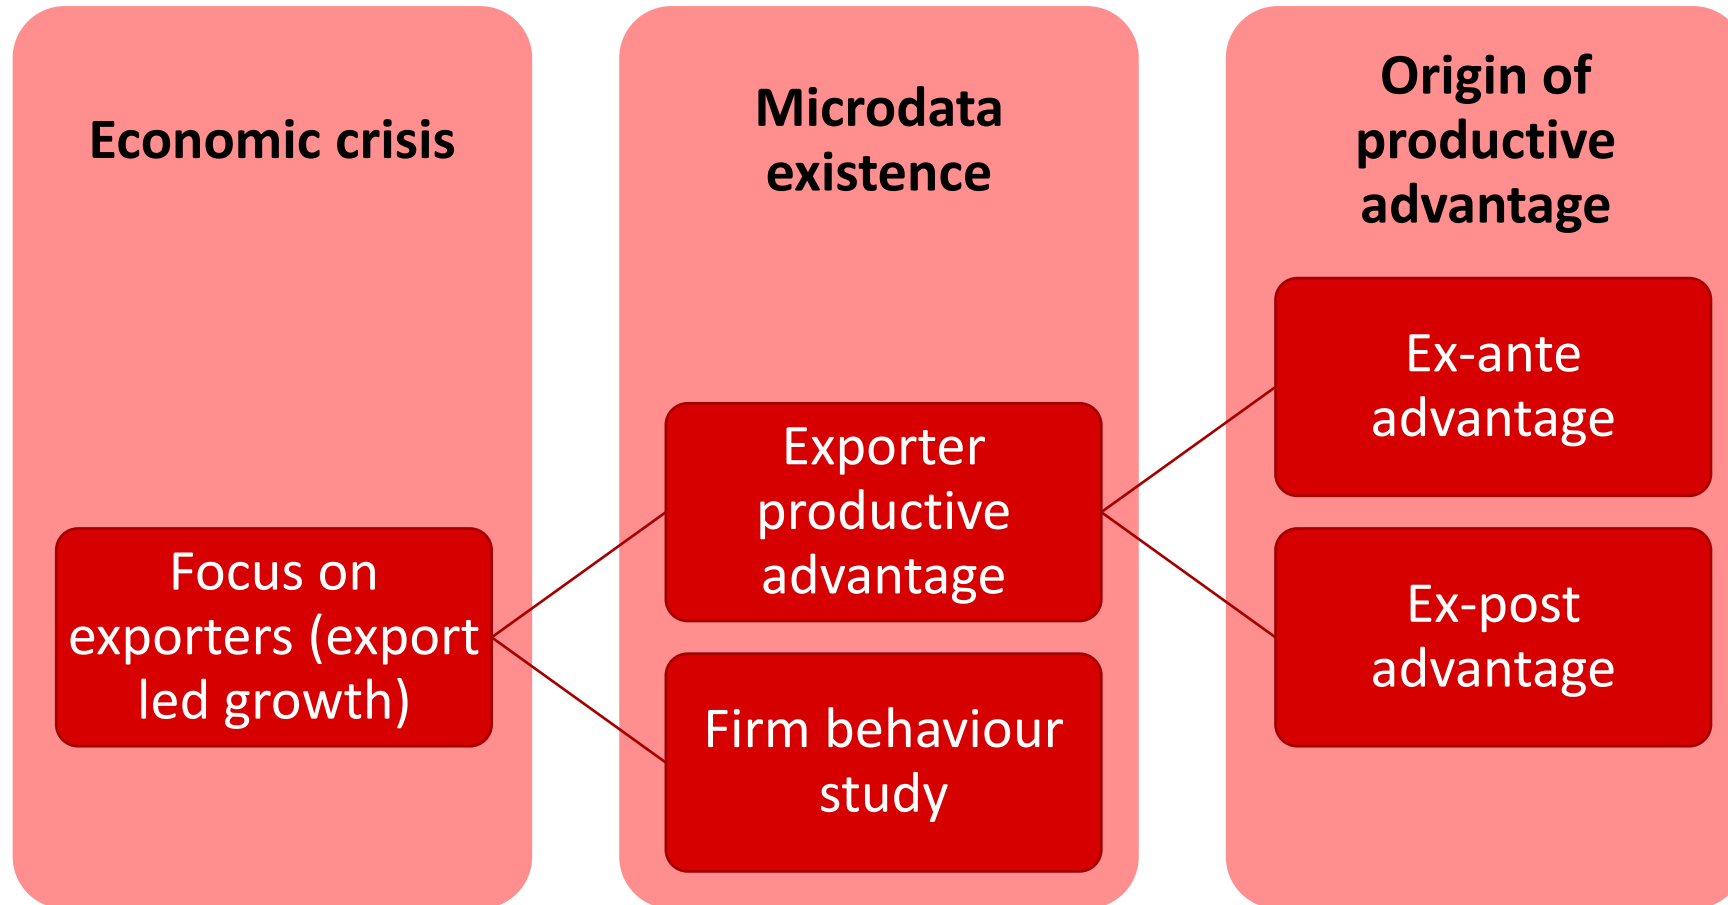 Economic crisis
Focus on
exporters (export
led growth)
Microdata
existence
Exporter
productive
advantage
Firm behaviour
study
Origin of
productive
advantage
Ex-ante
advantage
Ex-post
advantage